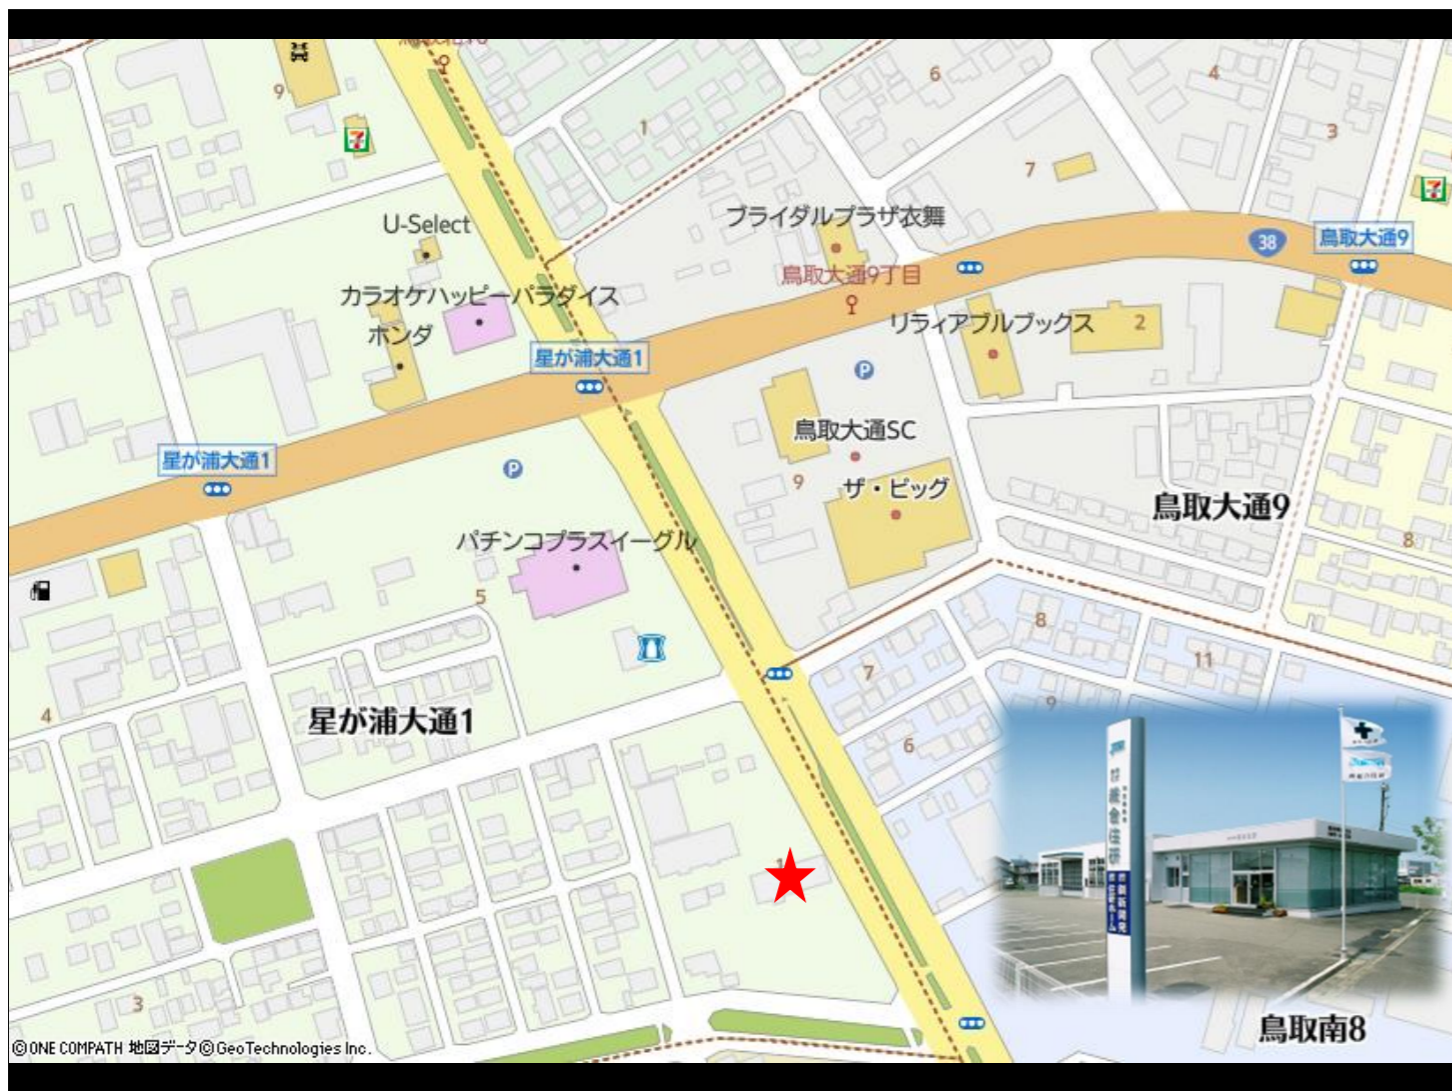 鳥取北10
9
1
6
4
3
7
U-Select
ブライダルプラザ衣舞
38
鳥取大通9
鳥取大通9丁目
カラオケハッピーパラダイス
ホンダ
リライアブルブックス
2
星が浦大通1
P
鳥取大通SC
星が浦大通1
P
9
ザ・ビッグ
鳥取大通9
パチンコプラスイーグル
8
5
8
7
11
4
星が浦大通1
9
6
1
3
鳥取南8
©ONE COMPATH 地図データ©GeoTechnologies Inc.